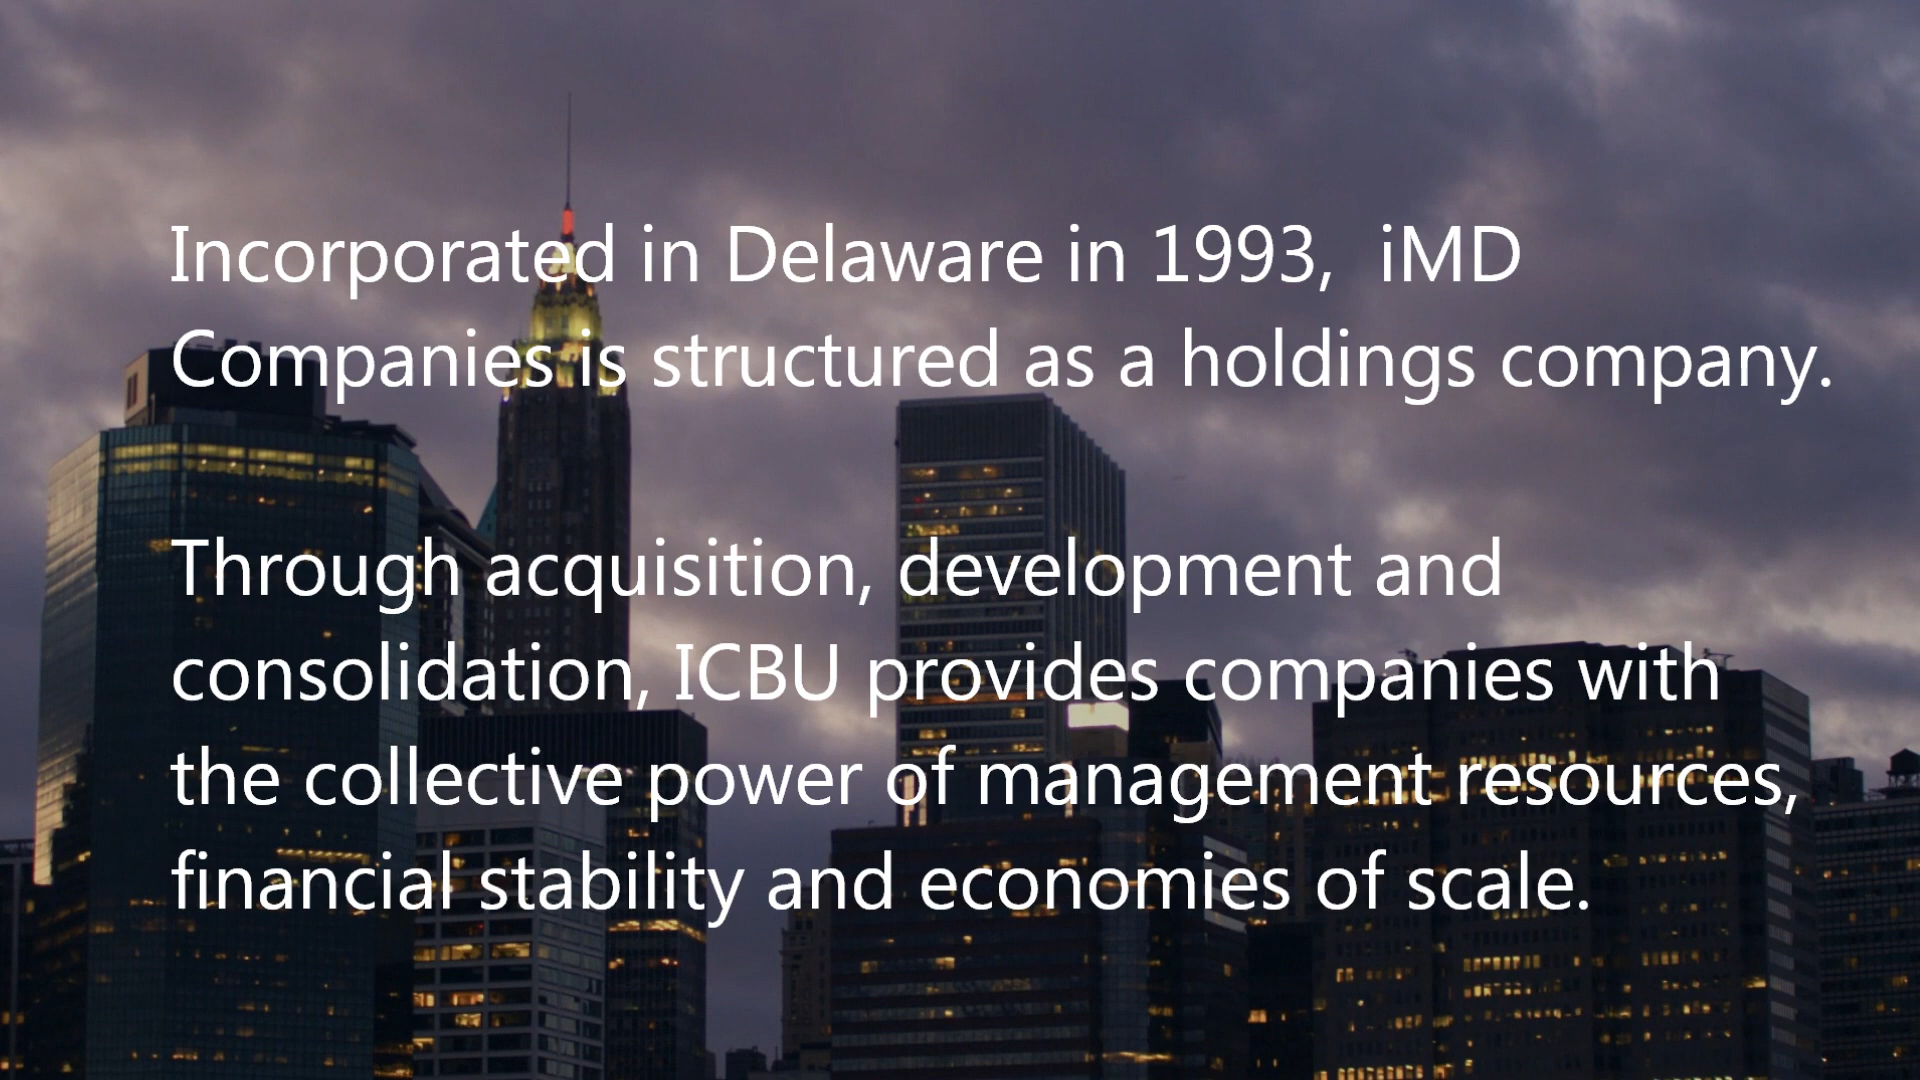 Incorporated in Delaware in 1993,  iMD
Companies is structured as a holdings company.
Through acquisition, development and
consolidation, ICBU provides companies with
the collective power of management resources,
financial stability and economies of scale.